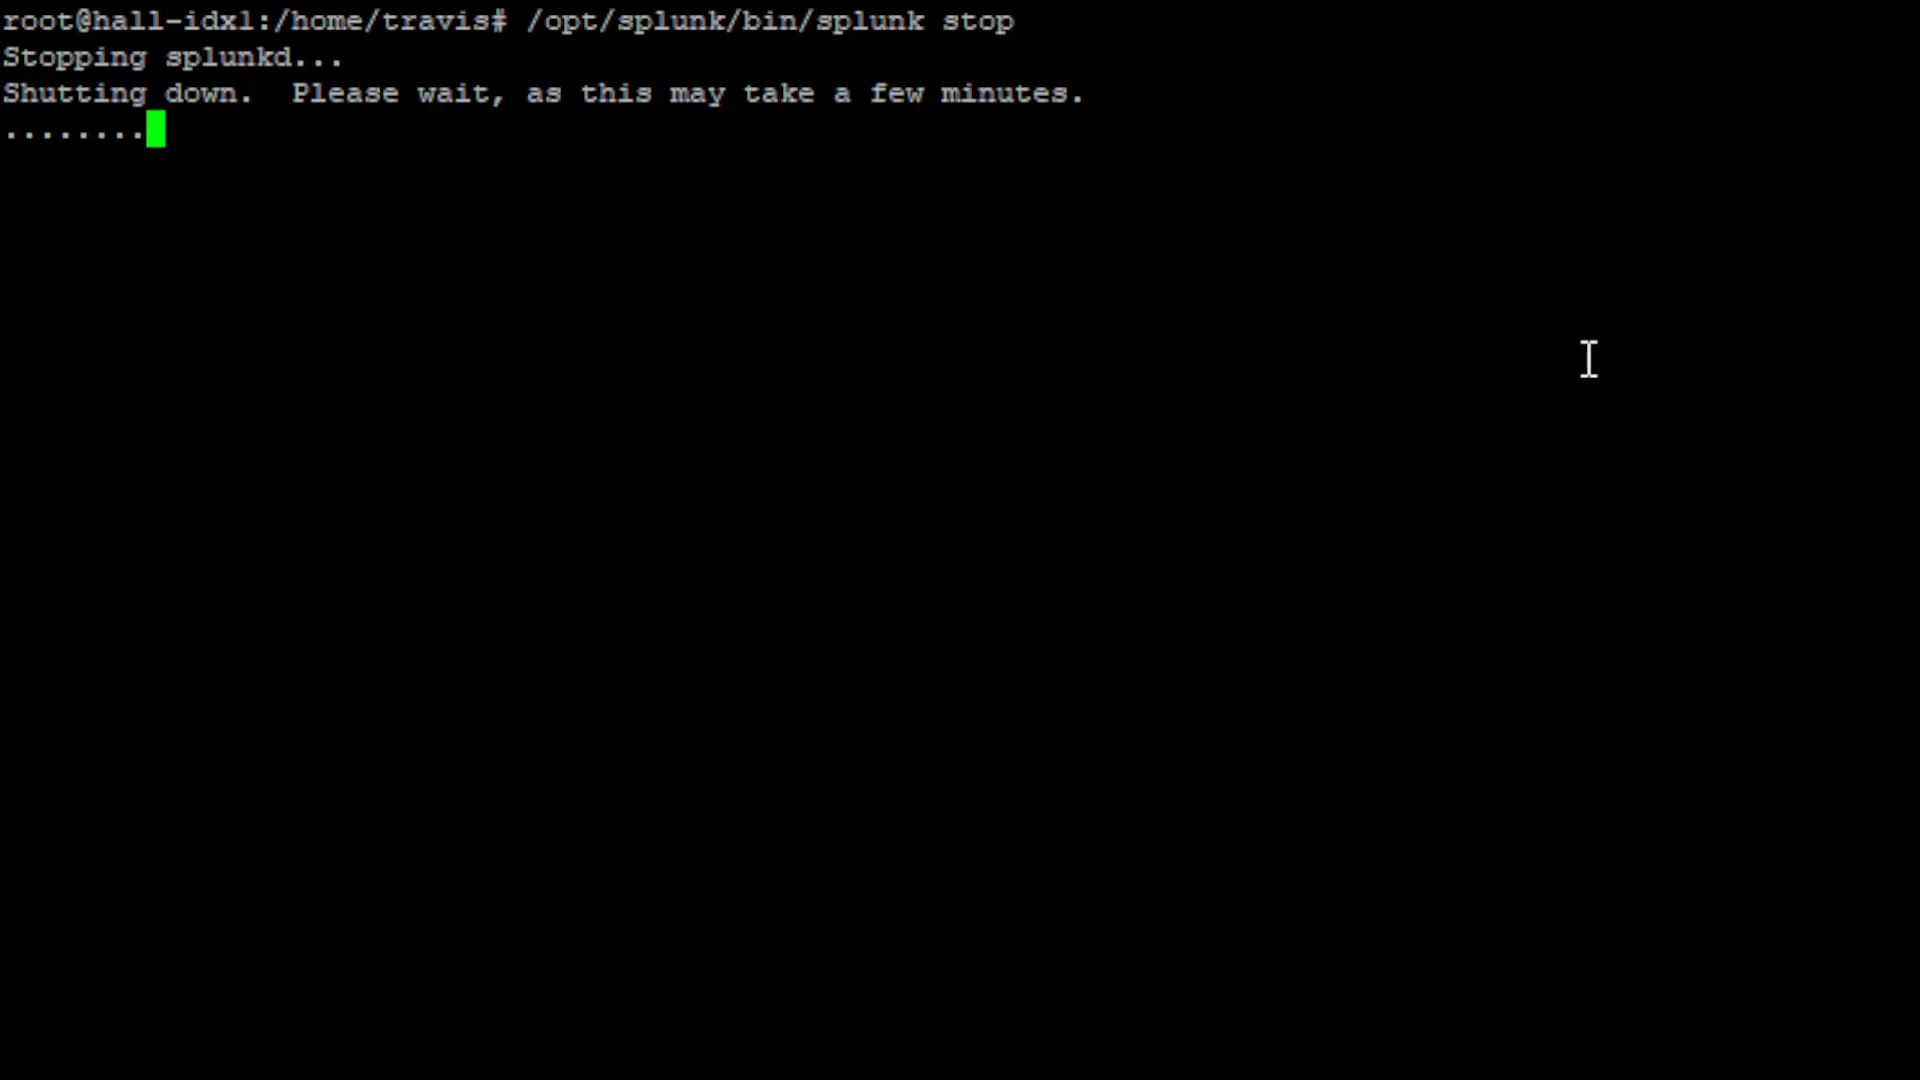 root@hall-idx1:/home/travis# /opt/splunk/bin/splunk stop
Stopping splunkd...
Shutting down.  Please wait, as this may take a few minutes.
........